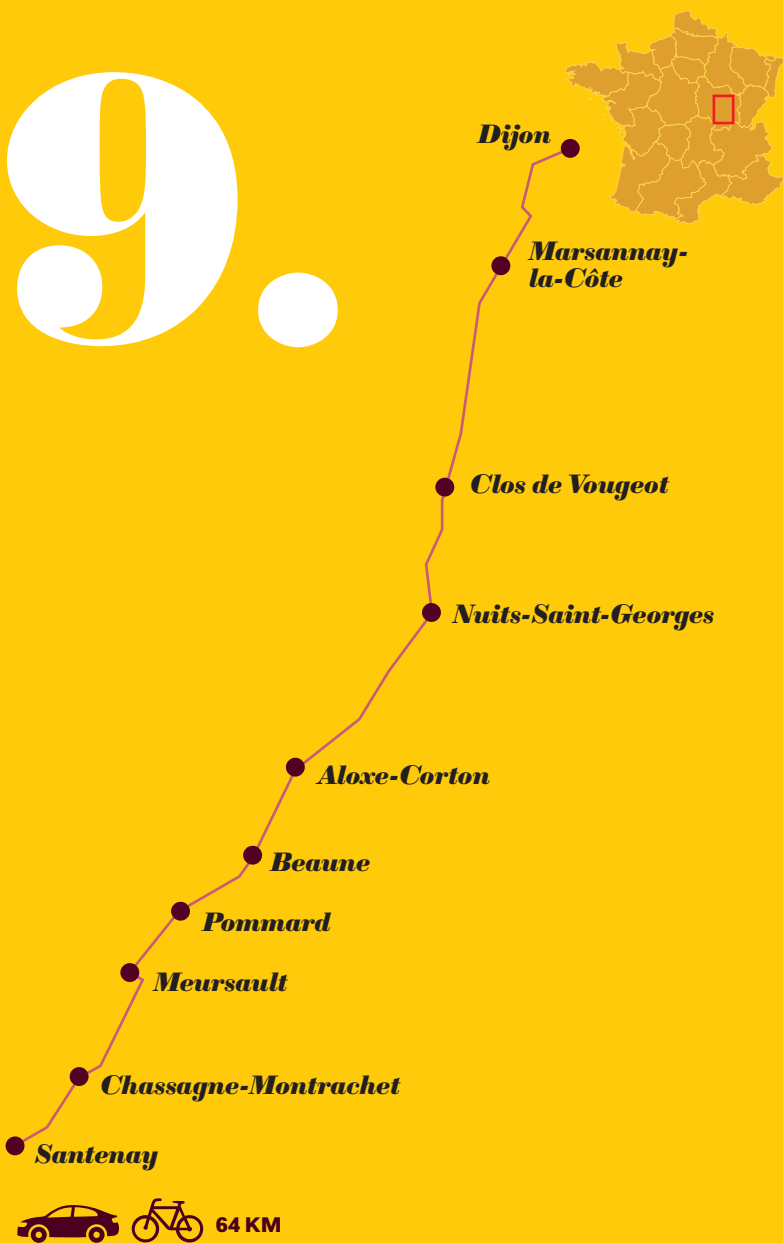 9.
Dijon
Marsannay-
la-Côte
Clos de Vougeot
Nuits-Saint-Georges
Aloxe-Corton
Beaune
Pommard
Meursault
Chassagne-Montrachet
Santenay
64 KM